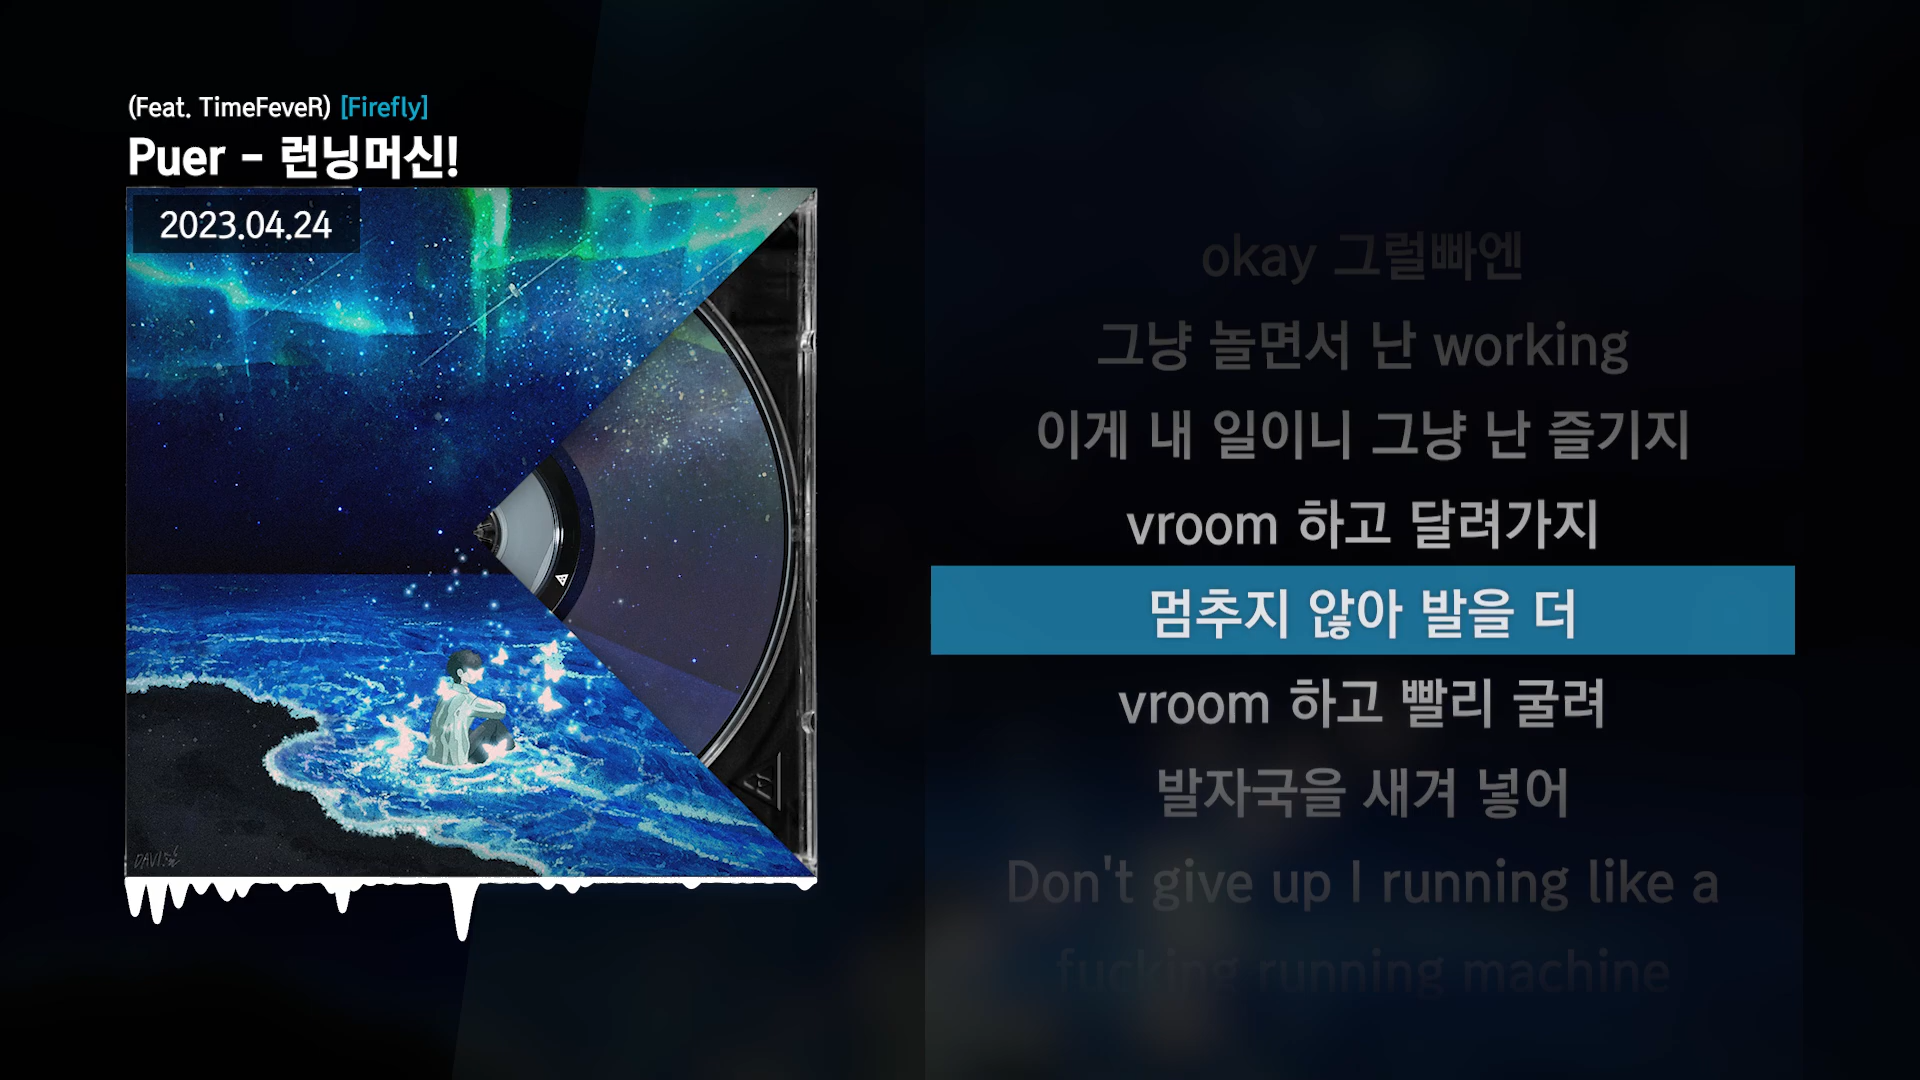 (Feat. TimeFeveR) [Firefly]
Puer - 런닝머신!
2023.04.24
okay 그럴빠엔
그냥 놀면서 난 working
이게 내 일이니 그냥 난 즐기지
vroom 하고 달려가지
멈추지 않아 발을 더
vroom 하고 빨리 굴려
발자국을 새겨 넣어
Don't give up I running like a
fucking running machine